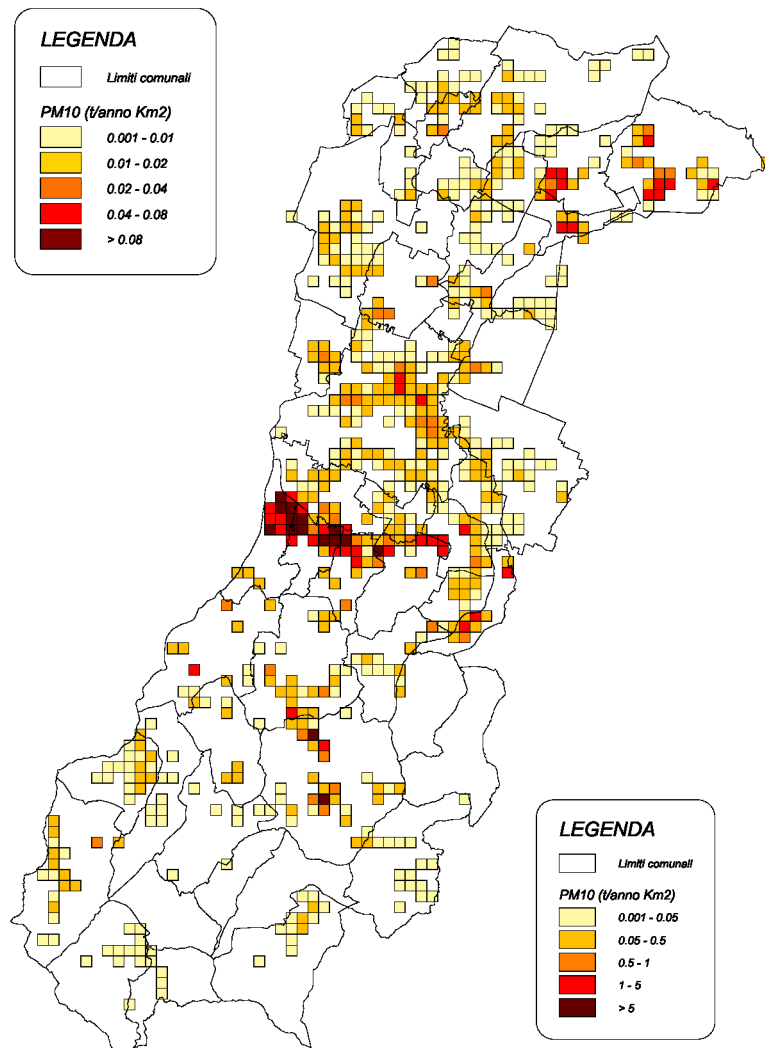 LEGENDA
Limiti comunali
PM10 (t/anno Km2)
0.001 - 0.01
0.01 - 0.02
0.02 - 0.04
0.04 - 0.08
> 0.08
LEGENDA
Limiti comunali
PM10 (t/anno Km2)
0.001 - 0.05
0.05 - 0.5
0.5 - 1
1 - 5
> 5